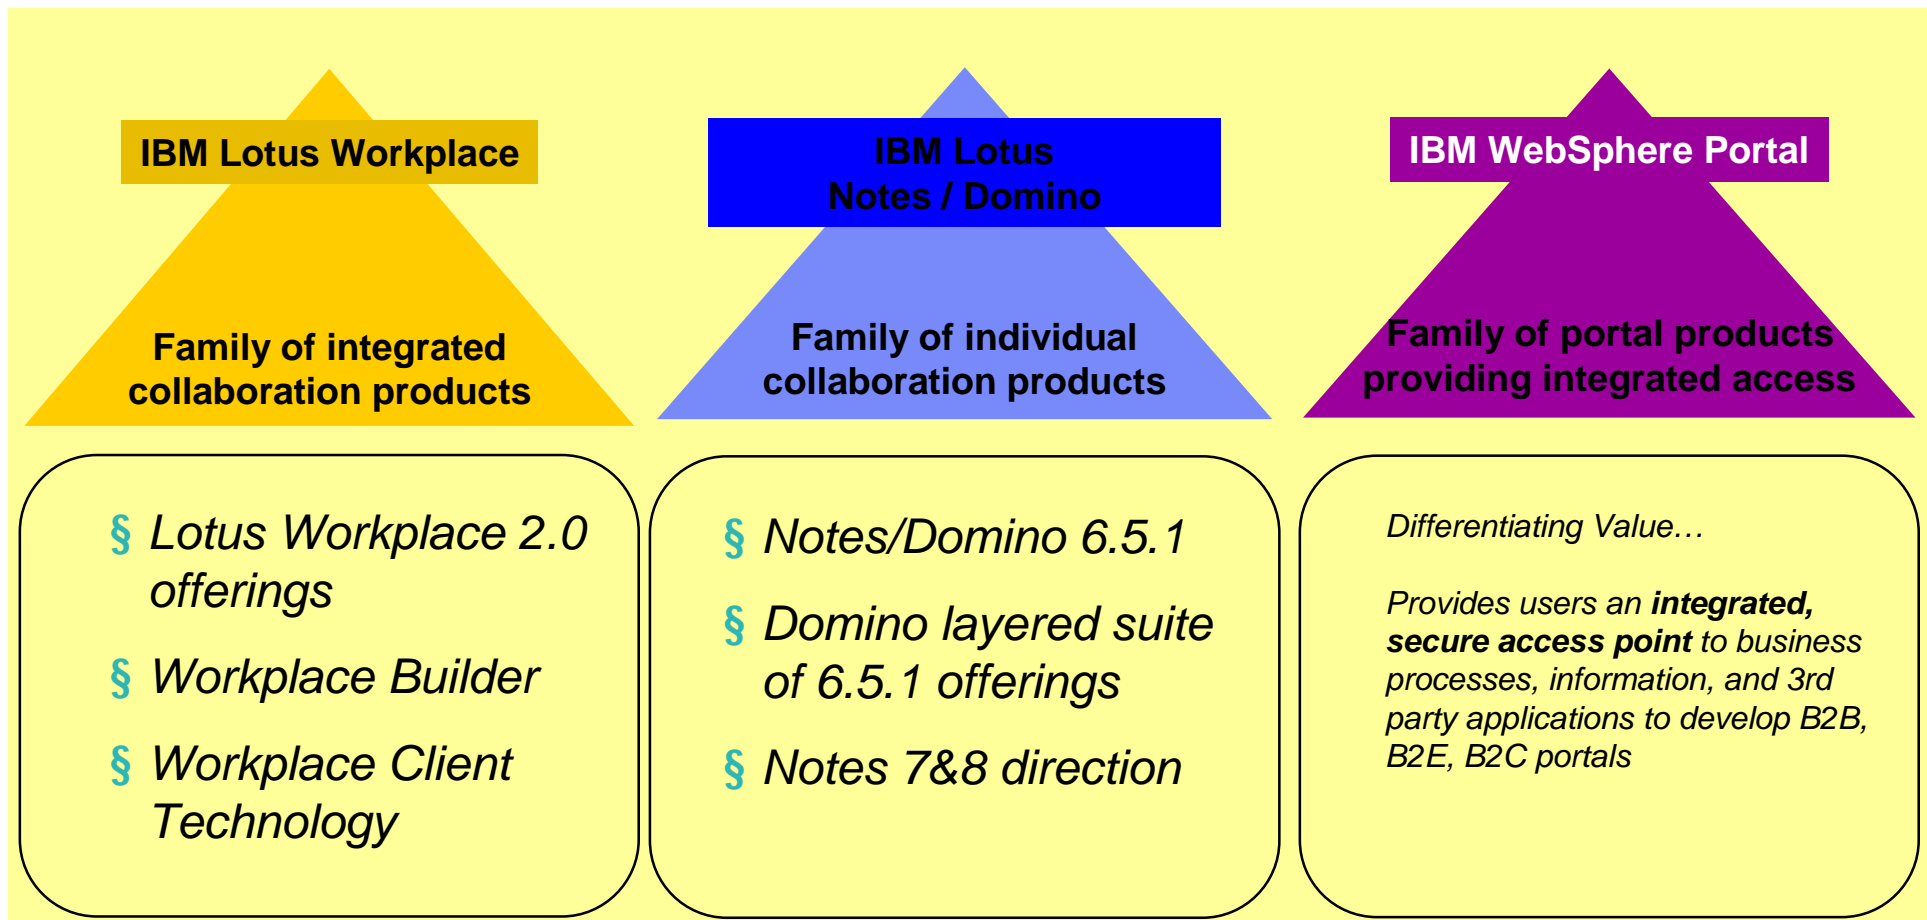 IBM Lotus Workplace
Family of integrated
collaboration products
§ Lotus Workplace 2.0
offerings
§ Workplace Builder
§ Workplace Client
Technology
IBM Lotus
Notes / Domino
Family of individual
collaboration products
§ Notes/Domino 6.5.1
§ Domino layered suite
of 6.5.1 offerings
§ Notes 7&8 direction
IBM WebSphere Portal
Family of portal products
providing integrated access
Differentiating Value…
Provides users an integrated,
secure access point to business
processes, information, and 3rd
party applications to develop B2B,
B2E, B2C portals